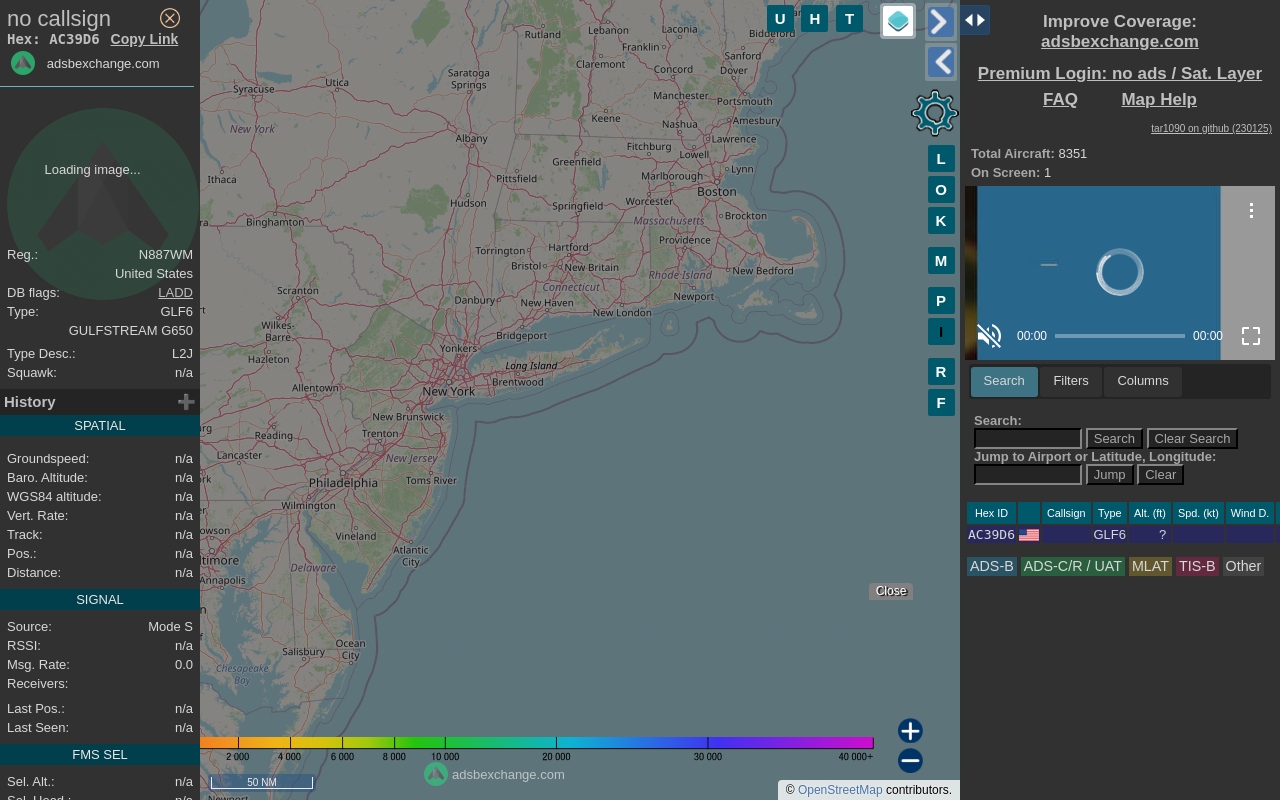 no callsign
Hex: AC39D6 Copy Link
adsbexchange.com
Loading image...
Reg.: N887WM
United States
DB flags: LADD
Type: GLF6
GULFSTREAM G650
Type Desc.: L2J
Squawk: n/a
History
SPATIAL
Groundspeed: n/a
Baro. Altitude: n/a
WGS84 altitude: n/a
Vert. Rate: n/a
Track: n/a
Pos.: n/a
Distance: n/a
SIGNAL
Source: Mode S
RSSI: n/a
Msg. Rate: 0.0
Receivers:
Last Pos.: n/a
Last Seen: n/a
FMS SEL
Sel. Alt.: n/a
U H T
L
O
K
M
P
I
R
F
Rutland
Lebanon
Laconia
Biddeford
Franklin
Claremont
Sanford
Concord
Dover
Saratoga
Springs
Utica
Syracuse
Manchester
Portsmouth
Keene
Amesbury
Nashua
New York
Albany
Fitchburg
Lawrence
Lowell
Greenfield
Lynn
Marlborough
Ithaca
Pittsfield
Boston
Worcester
Hudson
Springfield
Massachusetts
Brockton
Binghamton
Providence
Hartford
Torrington
Bristol
New Britain
Rhode Island
New Bedford
Connecticut
Scranton
Danbury
New Haven
Newport
New London
Wilkes-
Barre
Bridgeport
Yonkers
Hazleton
Long Island
Brentwood
Allentown
New York
New Brunswick
Reading
Trenton
Lancaster
New Jersey
Toms River
Philadelphia
Wilmington
Vineland
Atlantic
City
Annapolis
Delaware
Ocean
City
Salisbury
Chesapeake
Bay
Close
2 000 4 000 6 000 8 000 10 000 20 000 30 000 40 000+
adsbexchange.com
50 NM
© OpenStreetMap contributors.
Improve Coverage:
adsbexchange.com
Premium Login: no ads / Sat. Layer
FAQ Map Help
tar1090 on github (230125)
Total Aircraft: 8351
On Screen: 1
00:00 00:00
Search Filters Columns
Search:
Search Clear Search
Jump to Airport or Latitude, Longitude:
Jump Clear
Hex ID Callsign Type Alt. (ft) Spd. (kt) Wind D.
AC39D6 GLF6 ?
ADS-B ADS-C/R / UAT MLAT TIS-B Other